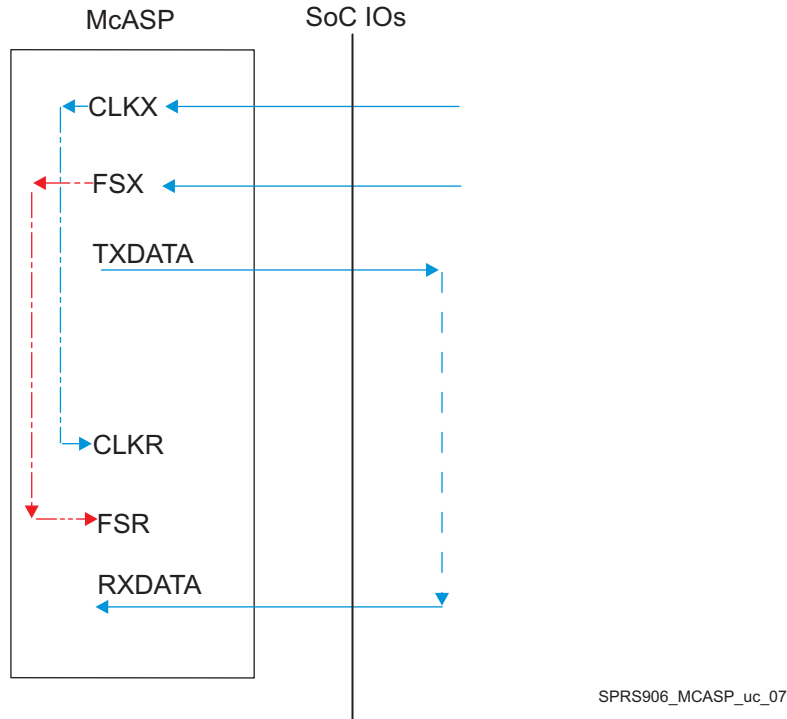 McASP
SoC IOs
CLKX
FSX
TXDATA
CLKR
FSR
RXDATA
SPRS906_MCASP_uc_07